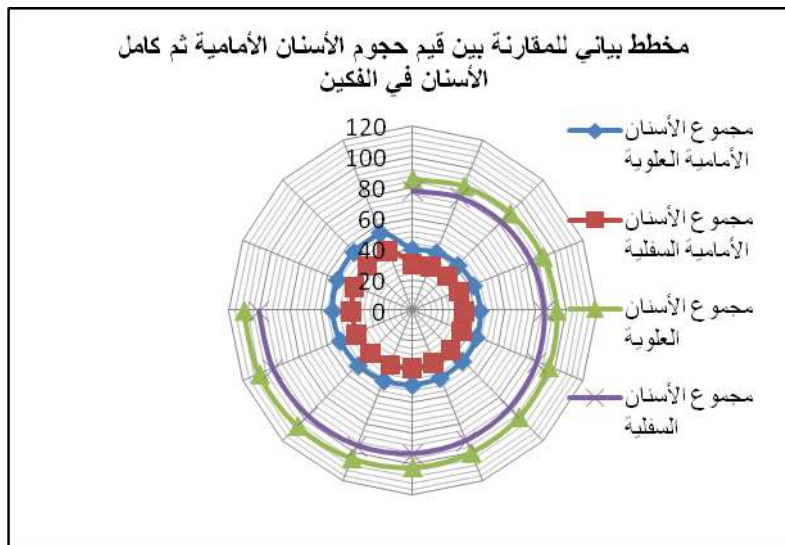 مخطط بياني للمقارنة بين قيم حجوم الأسنان الأمامية ثم كامل
الأسنان في الفكين
120
100
80
60
40
20
0
مجموع الأسنان
الأمامية العلوية
مجموع الأسنان
الأمامية السفلية
مجموع الأسنان
العلوية
مجموع الأسنان
السفلية